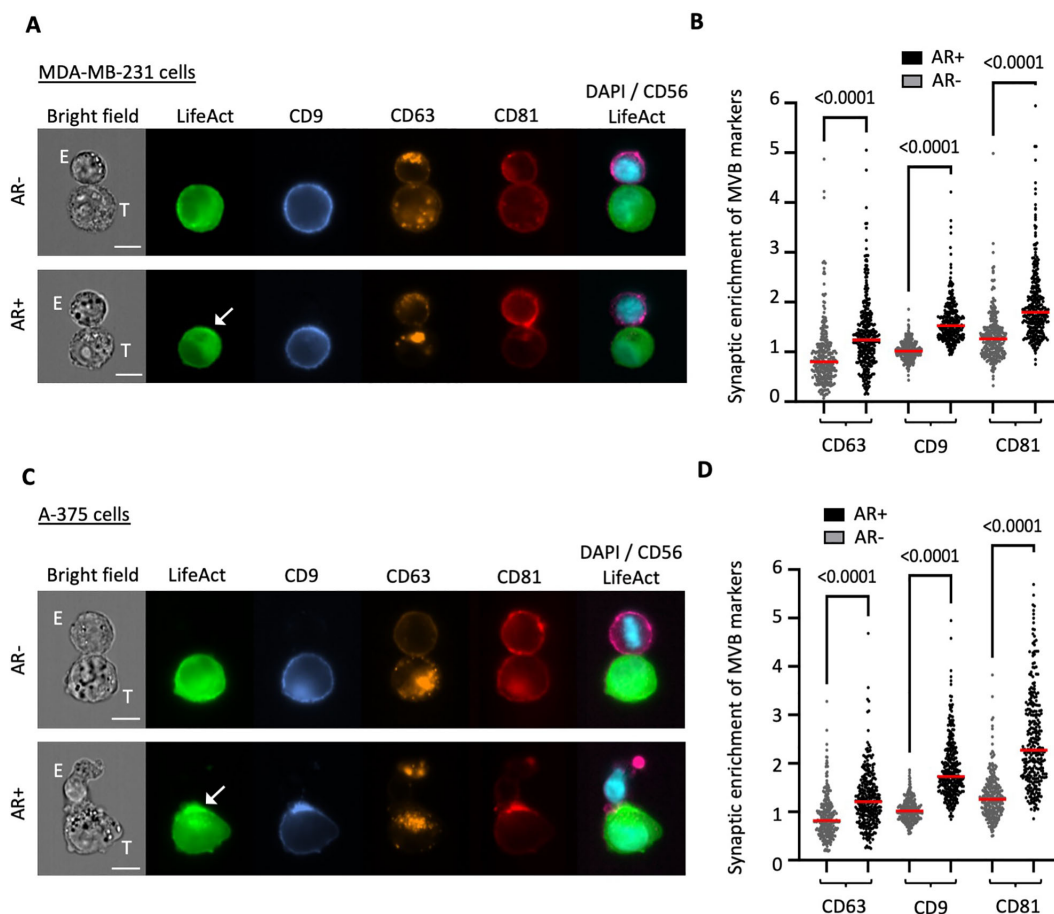 A
MDA-MB-231 cells
Bright field LifeAct CD9 CD63 CD81 DAPI / CD56
LifeAct
AR-
E
T
AR+
E
T
B
AR+
AR-
<0.0001
<0.0001
<0.0001
Synaptic enrichment of MVB markers
6
5
4
3
2
1
0
CD63 CD9 CD81
C
A-375 cells
Bright field LifeAct CD9 CD63 CD81 DAPI / CD56
LifeAct
AR-
E
T
AR+
E
T
D
AR+
AR-
<0.0001
<0.0001
<0.0001
Synaptic enrichment of MVB markers
6
5
4
3
2
1
0
CD63 CD9 CD81